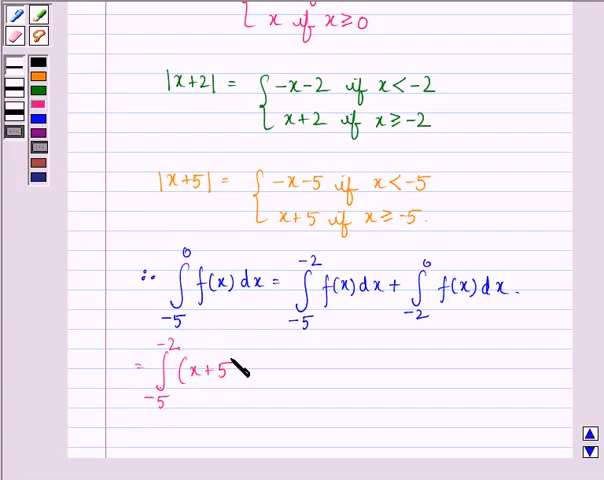 x if x≥0
|x+2| = { -x-2 if x<-2
x+2 if x≥-2
|x+5| = { -x-5 if x<-5
x+5 if x≥-5.
∴ ∫_{-5}^{0} f(x)dx = ∫_{-5}^{-2} f(x)dx + ∫_{-2}^{0} f(x)dx.
= ∫_{-5}^{-2} (x+5